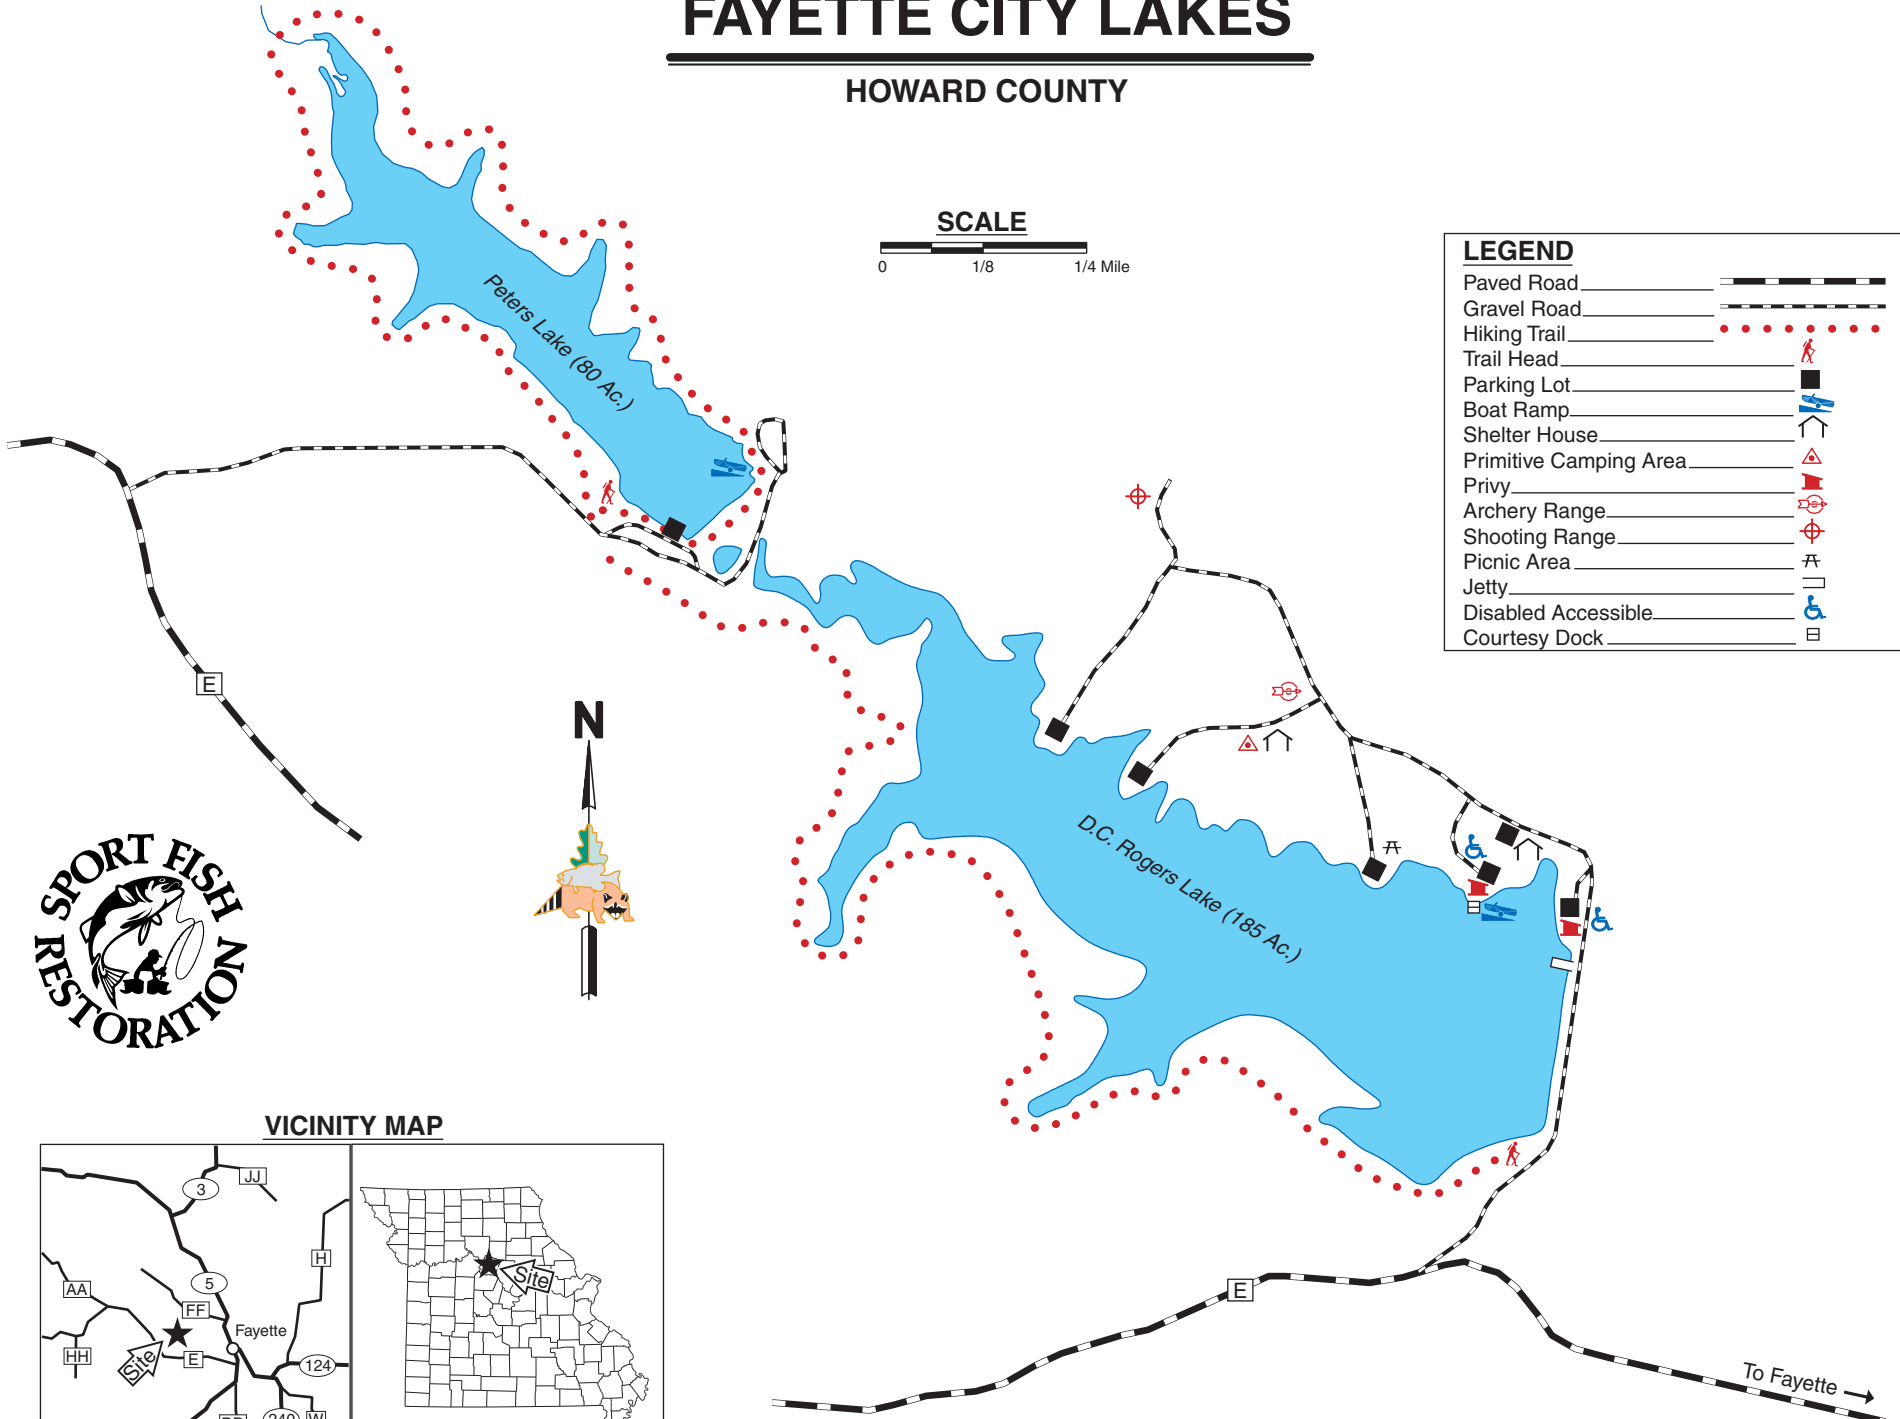 FAYETTE CITY LAKES
HOWARD COUNTY
SCALE
0 1/8 1/4 Mile
LEGEND
Paved Road
Gravel Road
Hiking Trail
Trail Head
Parking Lot
Boat Ramp
Shelter House
Primitive Camping Area
Privy
Archery Range
Shooting Range
Picnic Area
Jetty
Disabled Accessible
Courtesy Dock
Peters Lake (80 Ac.)
E
N
D.C. Rogers Lake (185 Ac.)
SPORT FISH
RESTORATION
VICINITY MAP
JJ
3
H
5
AA
FF
Fayette
HH
Site
E
124
240
W
Site
E
To Fayette